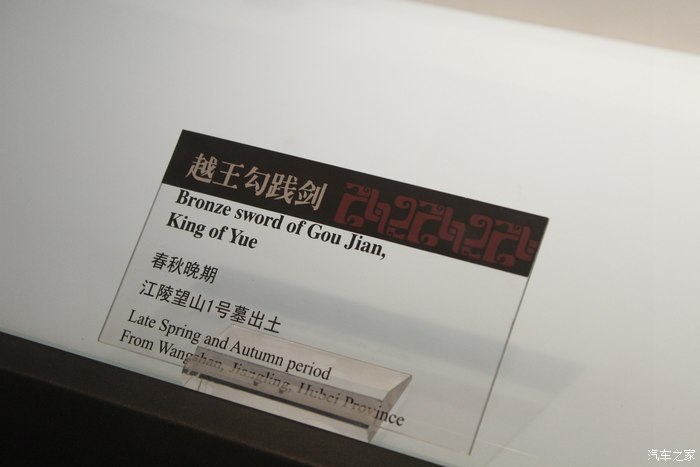 越王勾践剑
Bronze sword of Gou Jian,
King of Yue
春秋晚期
江陵望山1号墓出土
Late Spring and Autumn period
From Wangshan, Jiangling, Hubei Province
汽车之家